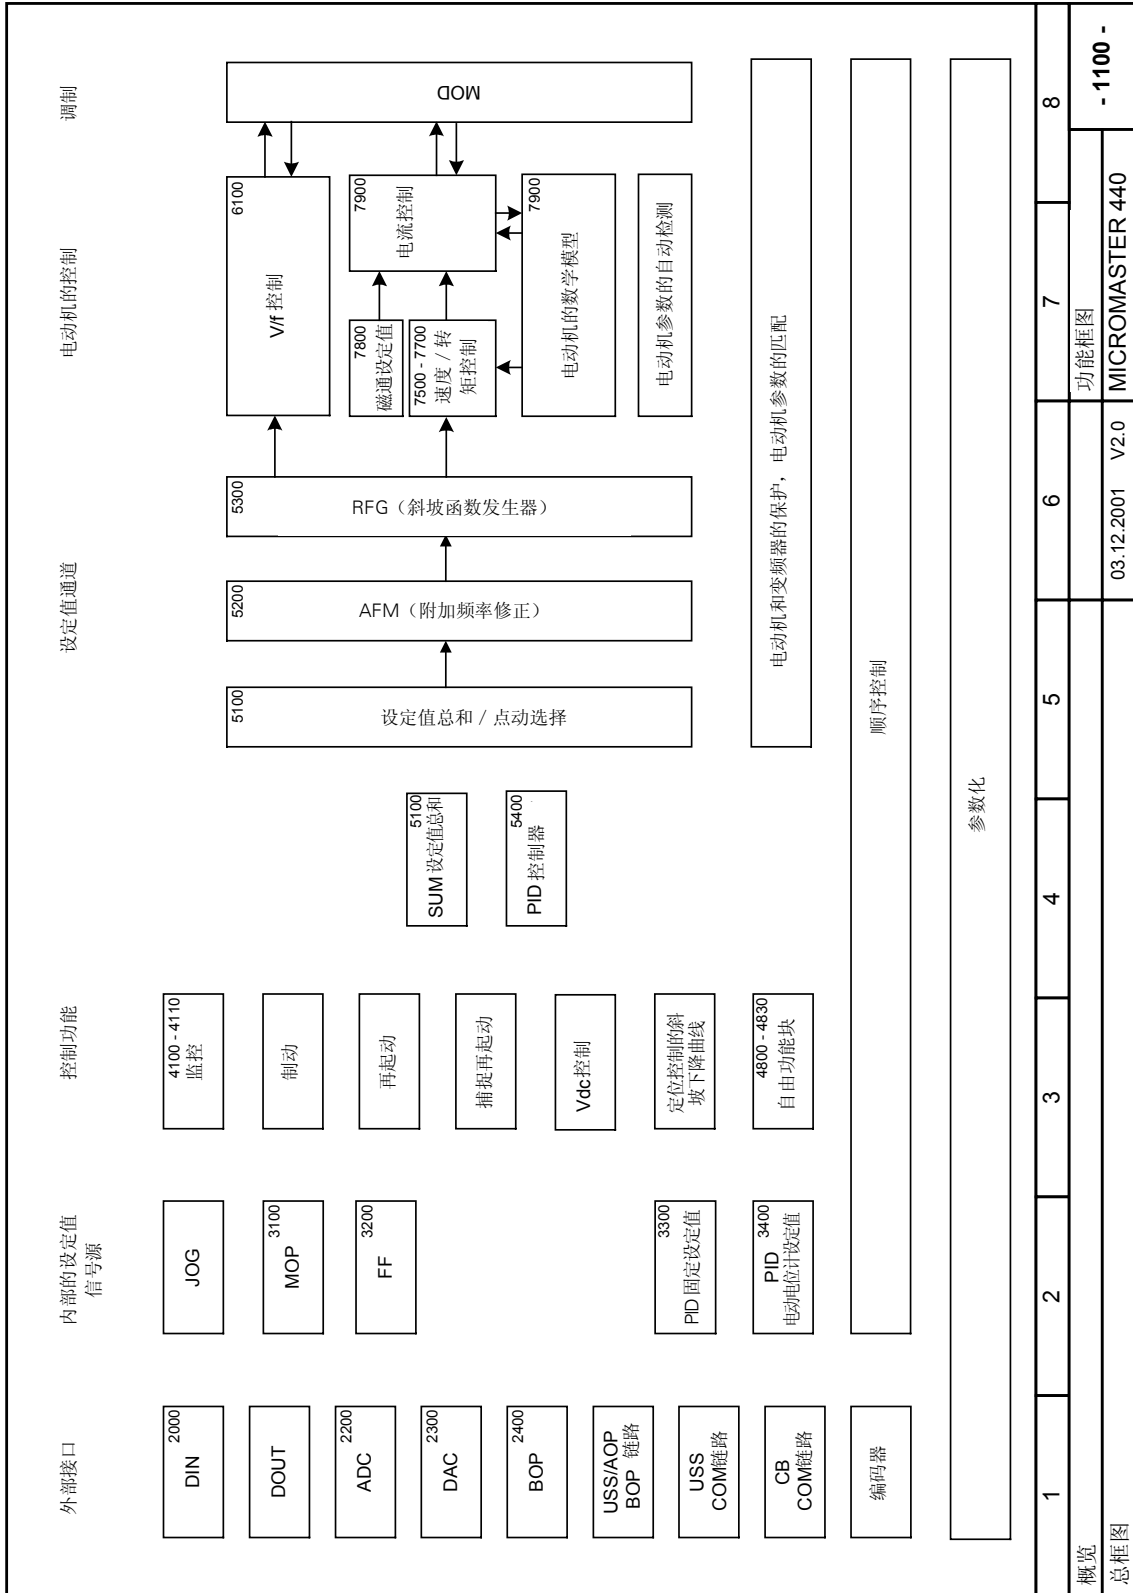 外部接口
内部的设定值
信号源
控制功能
设定值通道
电动机的控制
调制
2000
DIN
DOUT
2200
ADC
2300
DAC
2400
BOP
USS/AOP
BOP 链路
USS
COM链路
CB
COM链路
编码器
JOG
3100
MOP
3200
FF
3300
PID 固定设定值
3400
PID
电动电位计设定值
4100 - 4110
监控
制动
再起动
捕捉再起动
Vdc控制
定位控制的斜
坡下降曲线
4800 - 4830
自由功能块
5100
SUM 设定值总和
5400
PID 控制器
5100
设定值总和 / 点动选择
5200
AFM（附加频率修正）
5300
RFG（斜坡函数发生器）
6100
V/f 控制
7800
磁通设定值
7500 - 7700
速度 / 转
矩控制
7900
电流控制
7900
电动机的数学模型
电动机参数的自动检测
MOD
电动机和变频器的保护，电动机参数的匹配
顺序控制
参数化
1
2
3
4
5
6
7
8
概览
功能框图
- 1100 -
总框图
03.12.2001
V2.0
MICROMASTER 440